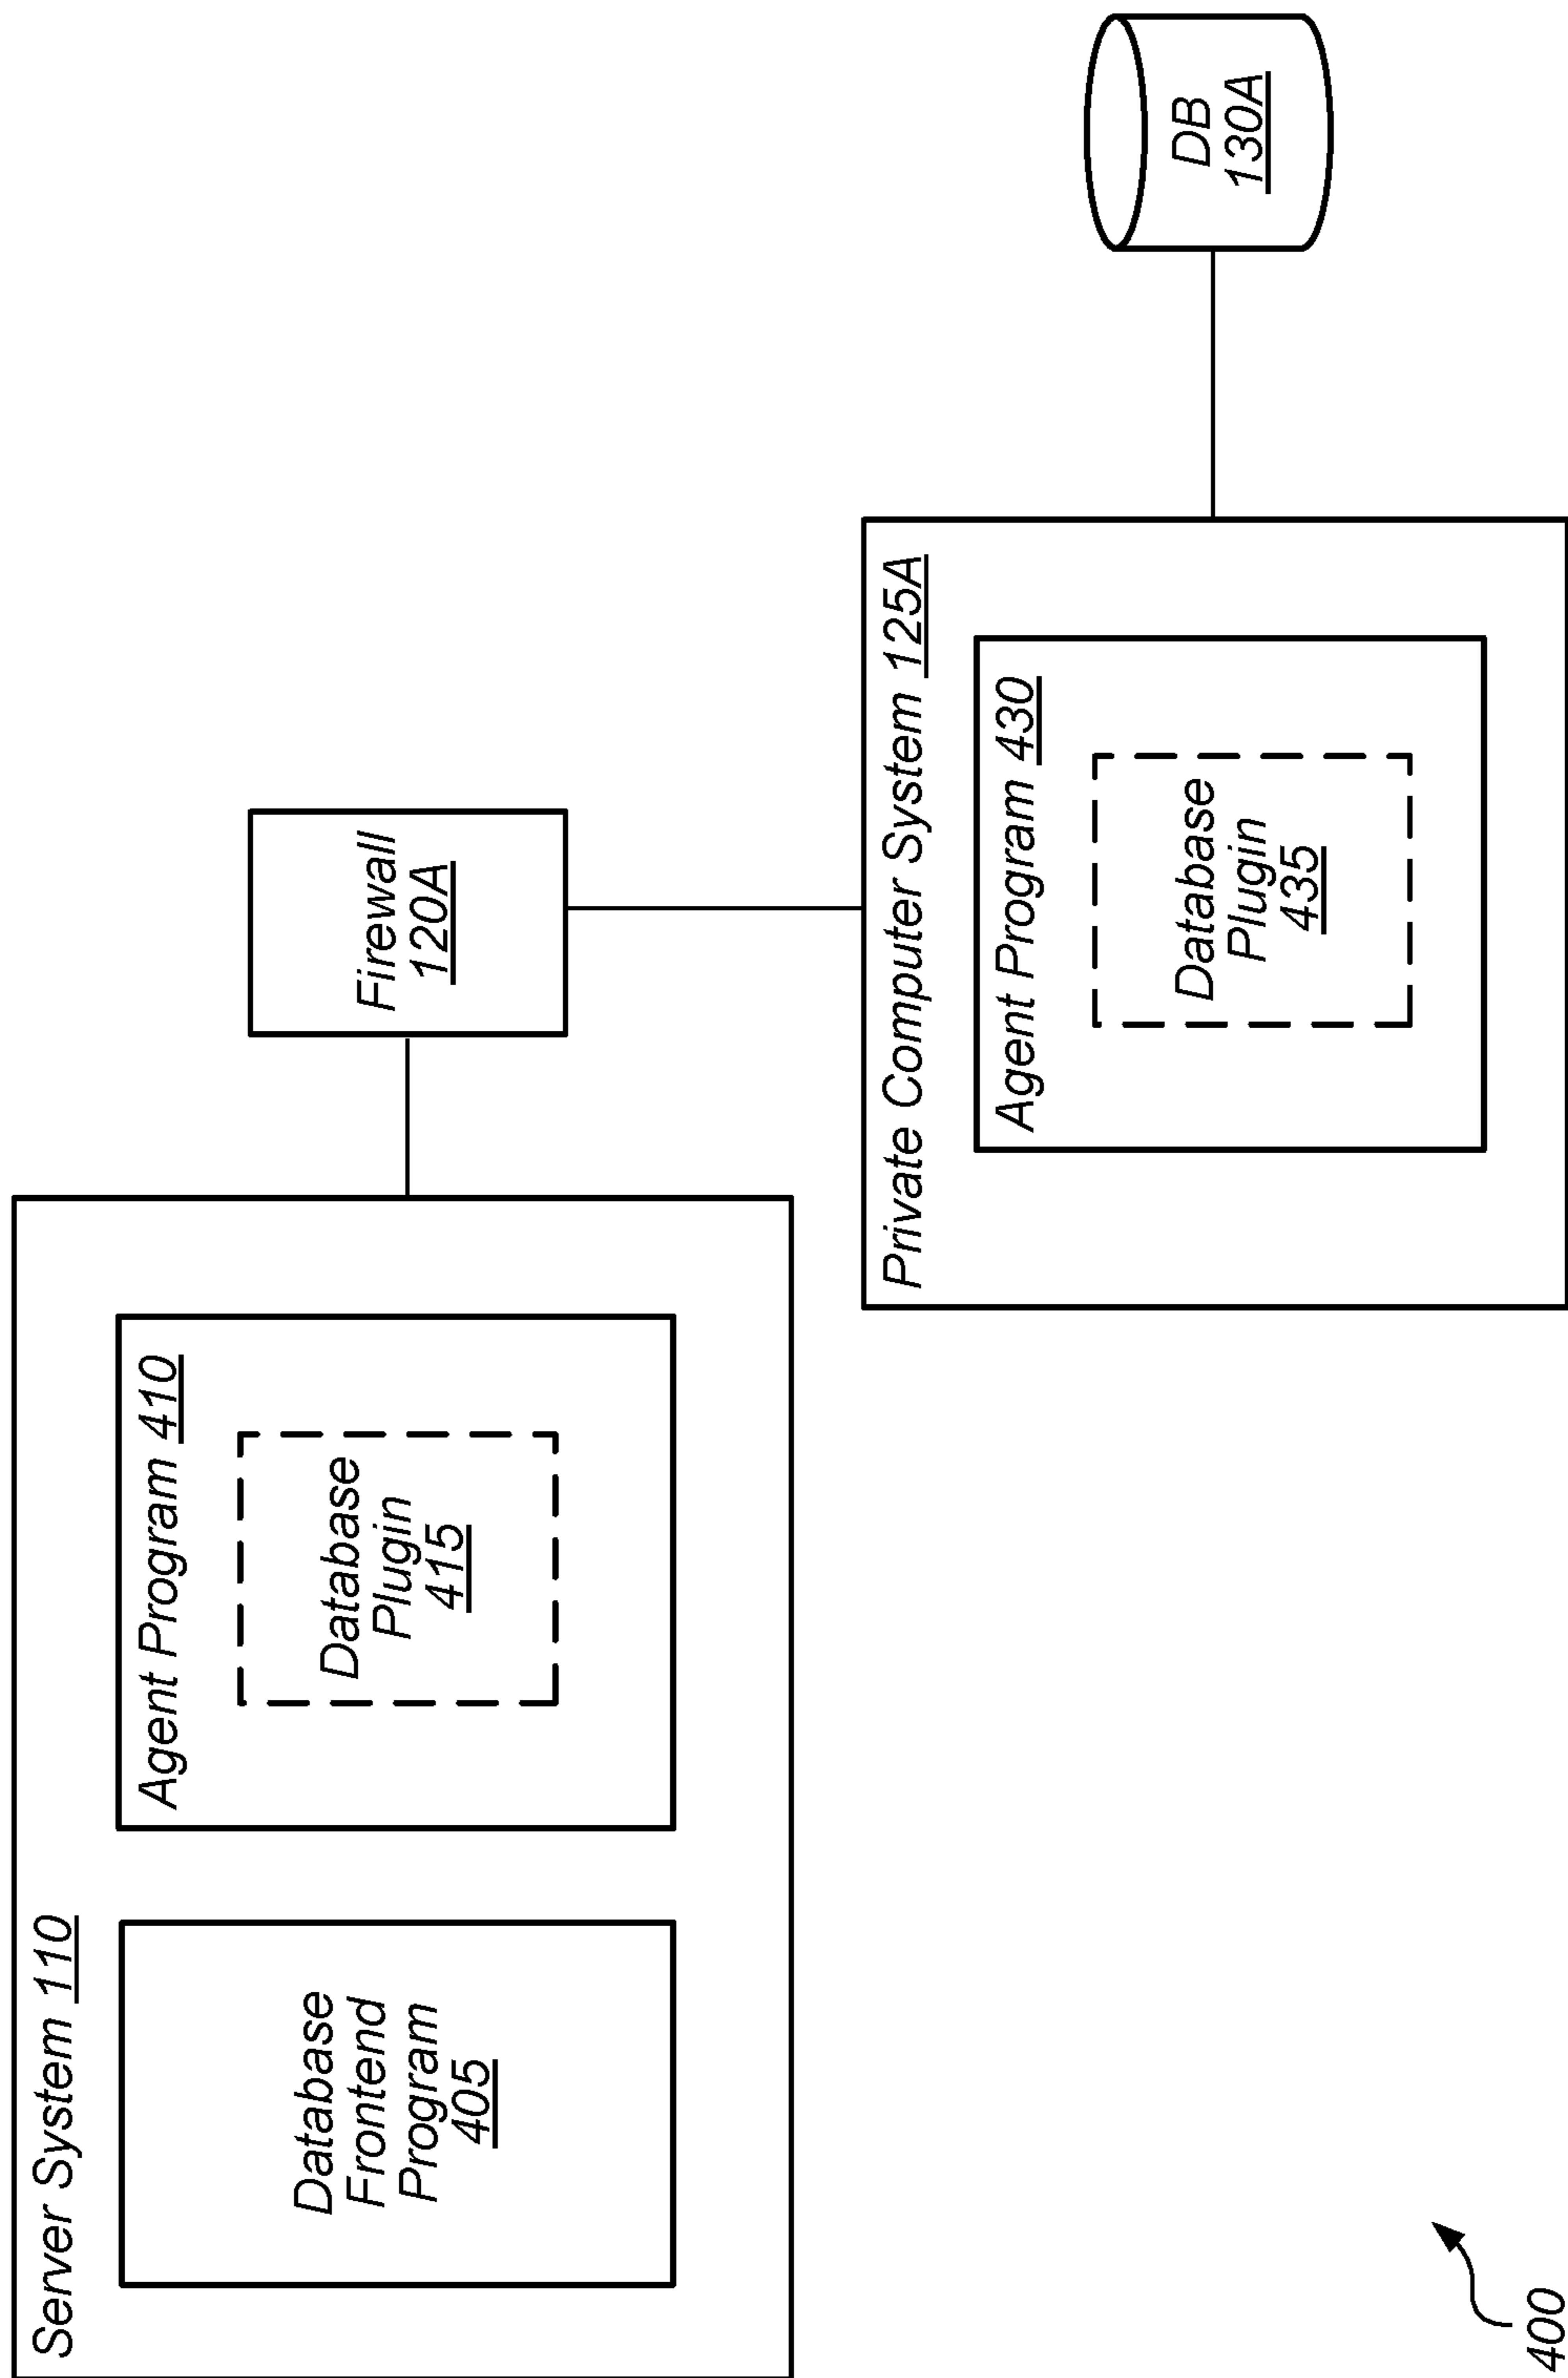 Server System 110
Database
Frontend
Program
405
Agent Program 410
Database
Plugin
415
Firewall
120A
Private Computer System 125A
Agent Program 430
Database
Plugin
435
DB
130A
400